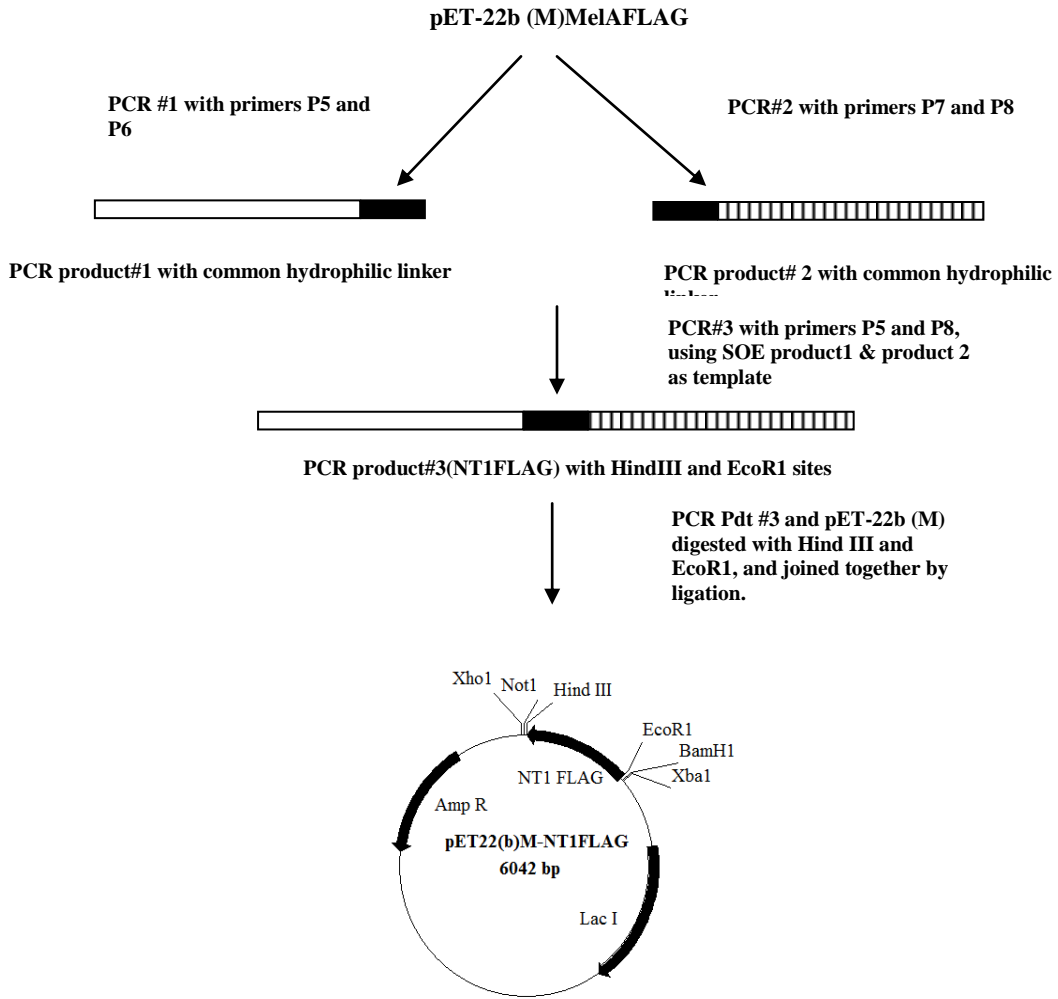 pET-22b (M)MelAFLAG
PCR #1 with primers P5 and
P6
PCR#2 with primers P7 and P8
PCR product#1 with common hydrophilic linker
PCR product# 2 with common hydrophilic
PCR#3 with primers P5 and P8,
using SOE product1 & product 2
as template
PCR product#3(NT1FLAG) with HindIII and EcoR1 sites
PCR Pdt #3 and pET-22b (M)
digested with Hind III and
EcoR1, and joined together by
ligation.
Xho1
Not1
Hind III
EcoR1
BamH1
Xba1
NT1 FLAG
Amp R
pET22(b)M-NT1FLAG
6042 bp
Lac I